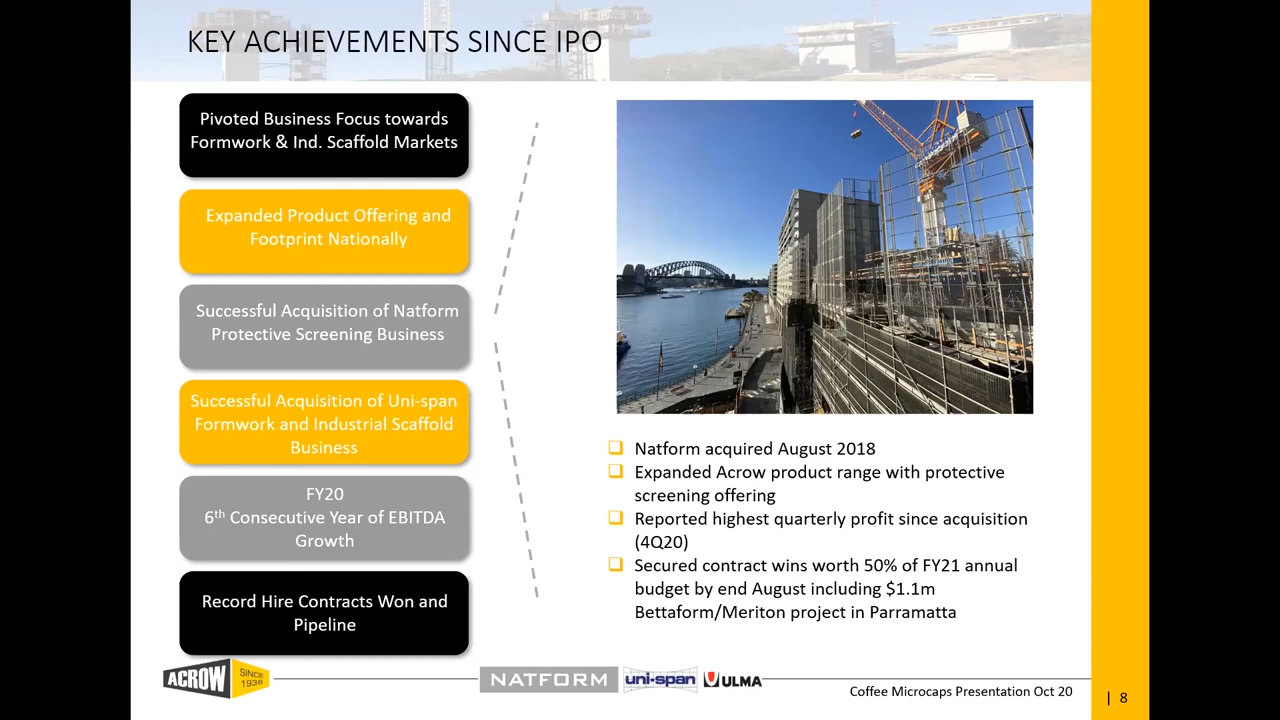 KEY ACHIEVEMENTS SINCE IPO
Pivoted Business Focus towards
Formwork & Ind. Scaffold Markets
Expanded Product Offering and
Footprint Nationally
Successful Acquisition of Natform
Protective Screening Business
Successful Acquisition of Uni-span
Formwork and Industrial Scaffold
Business
FY20
6th Consecutive Year of EBITDA
Growth
Record Hire Contracts Won and
Pipeline
Natform acquired August 2018
Expanded Acrow product range with protective
screening offering
Reported highest quarterly profit since acquisition
(4Q20)
Secured contract wins worth 50% of FY21 annual
budget by end August including $1.1m
Bettaform/Meriton project in Parramatta
ACROW
SINCE
1936
NATFORM
uni-span
ULMA
Coffee Microcaps Presentation Oct 20
| 8